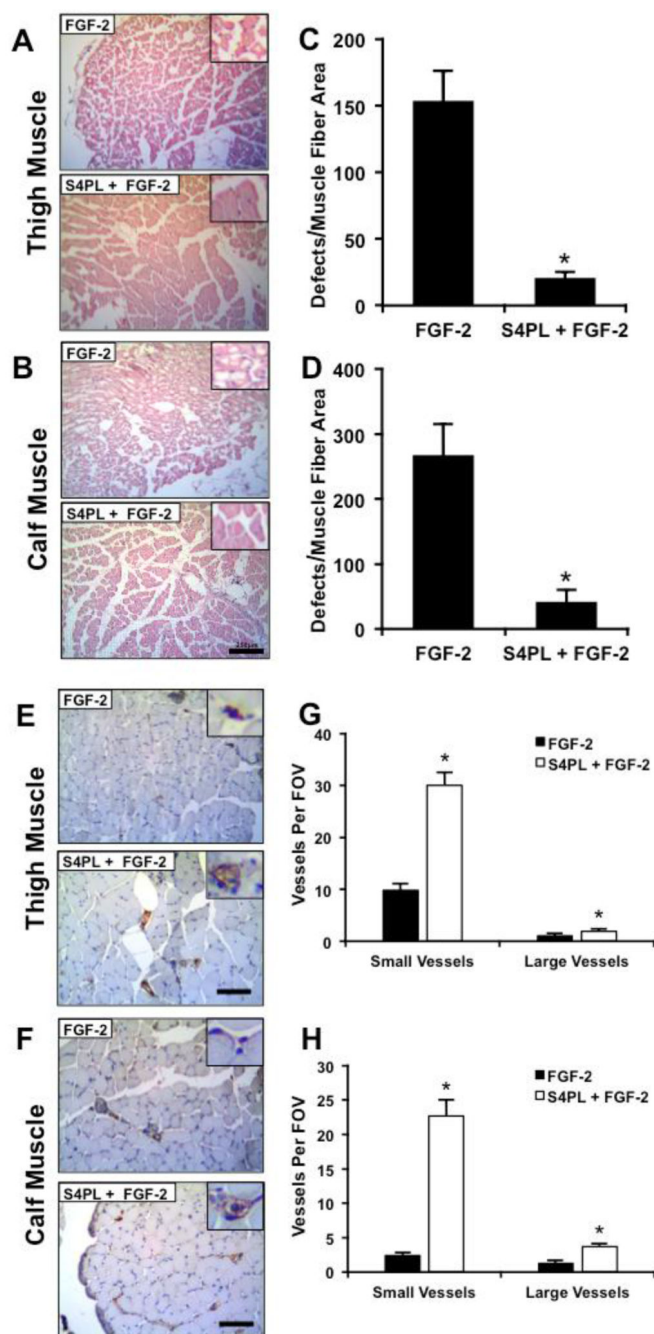 A
Thigh Muscle
FGF-2
S4PL + FGF-2
B
Calf Muscle
FGF-2
S4PL + FGF-2
250µm
C
Defects/Muscle Fiber Area
200
150
100
50
0
*
FGF-2 S4PL + FGF-2
D
Defects/Muscle Fiber Area
400
300
200
100
0
*
FGF-2 S4PL + FGF-2
E
Thigh Muscle
FGF-2
S4PL + FGF-2
F
Calf Muscle
FGF-2
S4PL + FGF-2
G
Vessels Per FOV
40
30
20
10
0
FGF-2
S4PL + FGF-2
*
*
Small Vessels Large Vessels
H
Vessels Per FOV
30
25
20
15
10
5
0
FGF-2
S4PL + FGF-2
*
*
Small Vessels Large Vessels